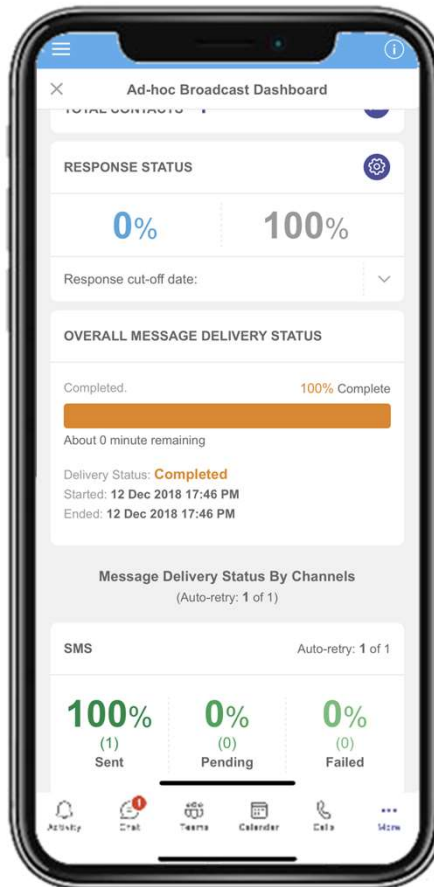 Ad-hoc Broadcast Dashboard
TOTAL CONTACTS
RESPONSE STATUS
0% 100%
Response cut-off date:
OVERALL MESSAGE DELIVERY STATUS
Completed. 100% Complete
About 0 minute remaining
Delivery Status: Completed
Started: 12 Dec 2018 17:46 PM
Ended: 12 Dec 2018 17:46 PM
Message Delivery Status By Channels
(Auto-retry: 1 of 1)
SMS Auto-retry: 1 of 1
100% 0% 0%
(1) (0) (0)
Sent Pending Failed
Activity Chat Teams Calender Calls More